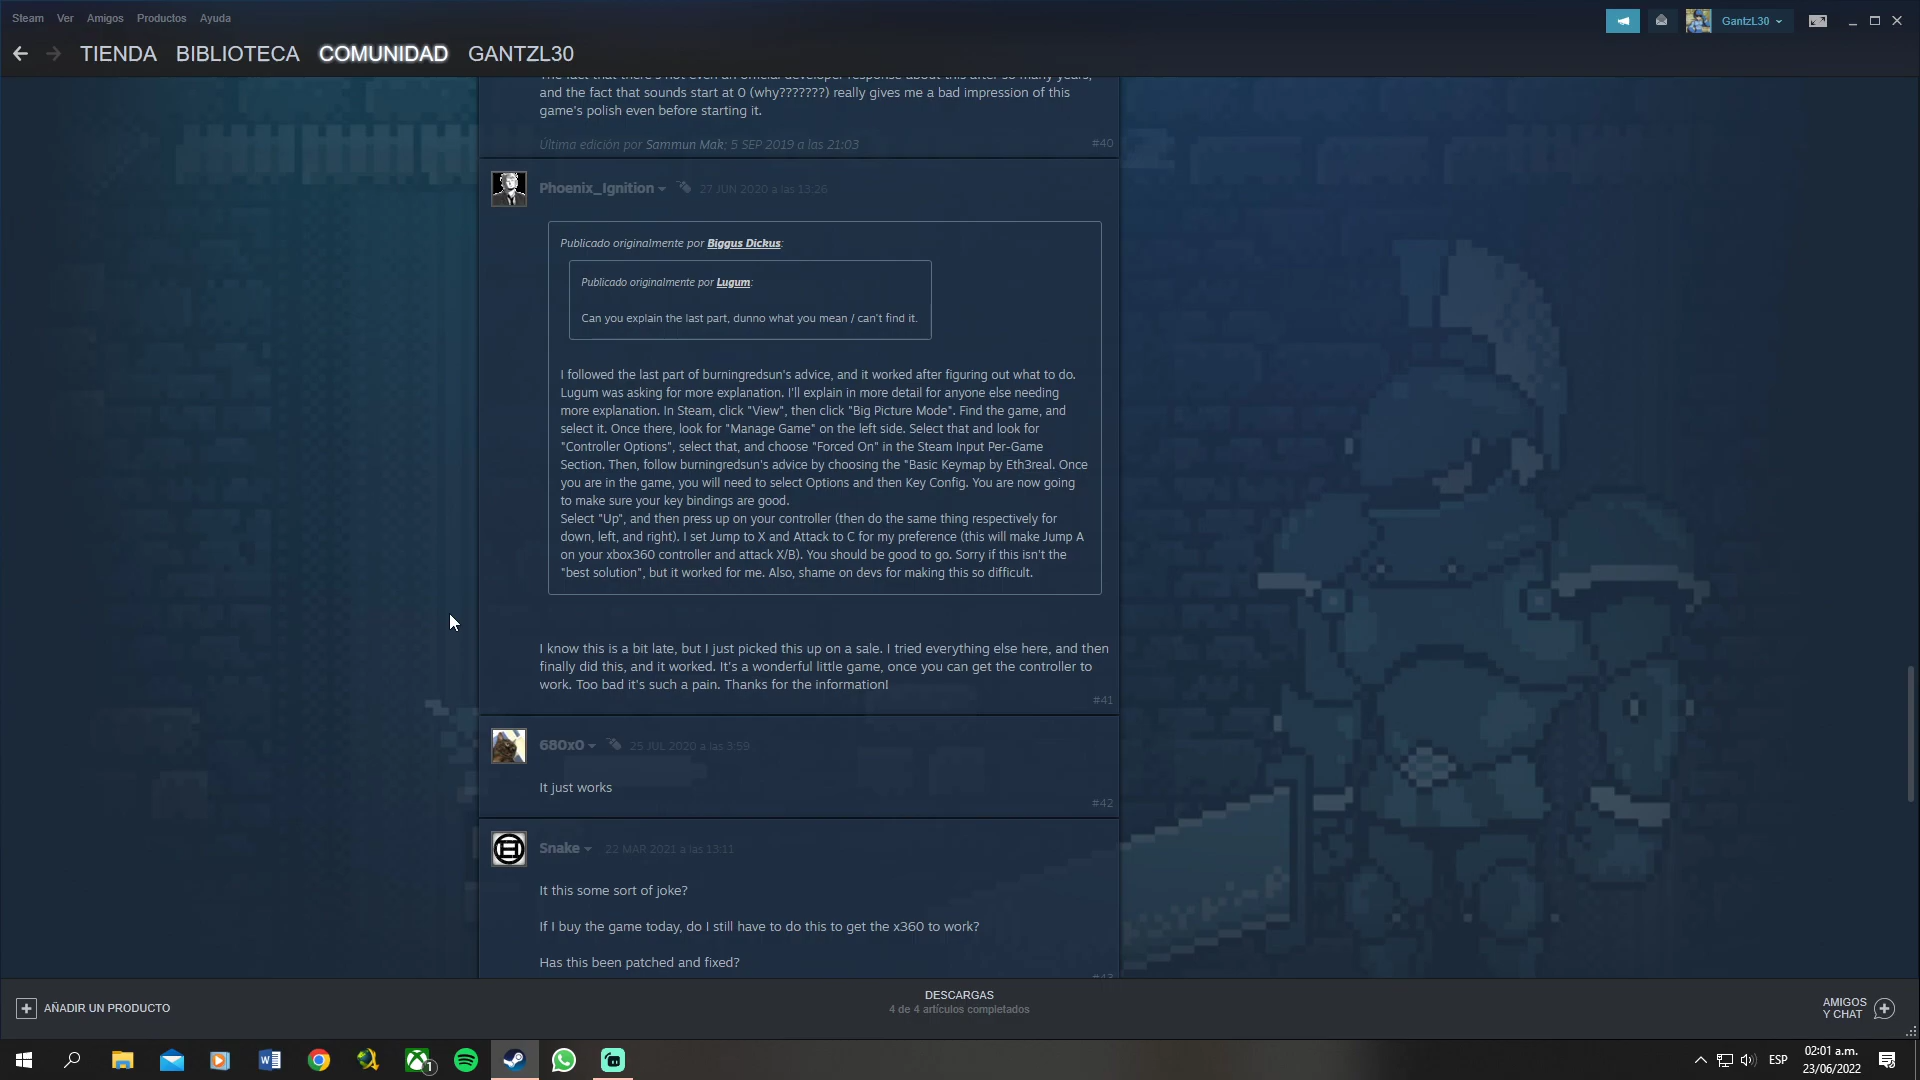 Steam Ver Amigos Productos Ayuda
GantzL30
TIENDA BIBLIOTECA COMUNIDAD GANTZL30
The fact that there's not even an official developer response about this after so many years,
and the fact that sounds start at 0 (why???????) really gives me a bad impression of this
game's polish even before starting it.
Última edición por Sammun Mak; 5 SEP 2019 a las 21:03
#40
Phoenix_Ignition 27 JUN 2020 a las 13:26
Publicado originalmente por Biggus Dickus:
Publicado originalmente por Lugum:
Can you explain the last part, dunno what you mean / can't find it.
I followed the last part of burningredsun's advice, and it worked after figuring out what to do.
Lugum was asking for more explanation. I'll explain in more detail for anyone else needing
more explanation. In Steam, click "View", then click "Big Picture Mode". Find the game, and
select it. Once there, look for "Manage Game" on the left side. Select that and look for
"Controller Options", select that, and choose "Forced On" in the Steam Input Per-Game
Section. Then, follow burningredsun's advice by choosing the "Basic Keymap by Eth3real. Once
you are in the game, you will need to select Options and then Key Config. You are now going
to make sure your key bindings are good.
Select "Up", and then press up on your controller (then do the same thing respectively for
down, left, and right). I set Jump to X and Attack to C for my preference (this will make Jump A
on your xbox360 controller and attack X/B). You should be good to go. Sorry if this isn't the
"best solution", but it worked for me. Also, shame on devs for making this so difficult.
I know this is a bit late, but I just picked this up on a sale. I tried everything else here, and then
finally did this, and it worked. It's a wonderful little game, once you can get the controller to
work. Too bad it's such a pain. Thanks for the information!
#41
680x0 25 JUL 2020 a las 3:59
It just works
#42
Snake 22 MAR 2021 a las 13:11
It this some sort of joke?
If I buy the game today, do I still have to do this to get the x360 to work?
Has this been patched and fixed?
#43
AÑADIR UN PRODUCTO
DESCARGAS
4 de 4 artículos completados
AMIGOS
Y CHAT
1
ESP
02:01 a.m.
23/06/2022